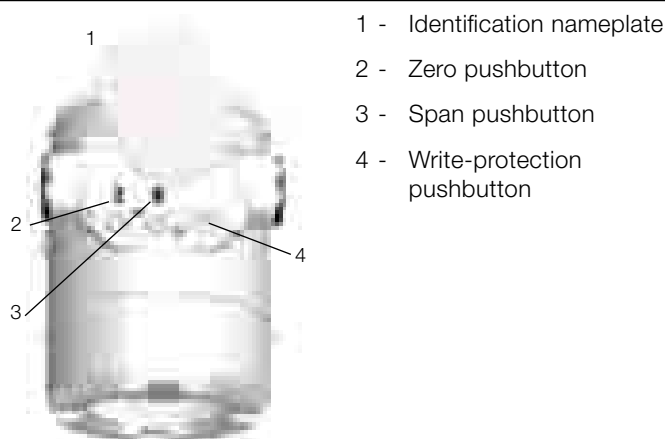 1
1 - Identification nameplate
2 - Zero pushbutton
3 - Span pushbutton
4 - Write-protection
pushbutton
2
4
3